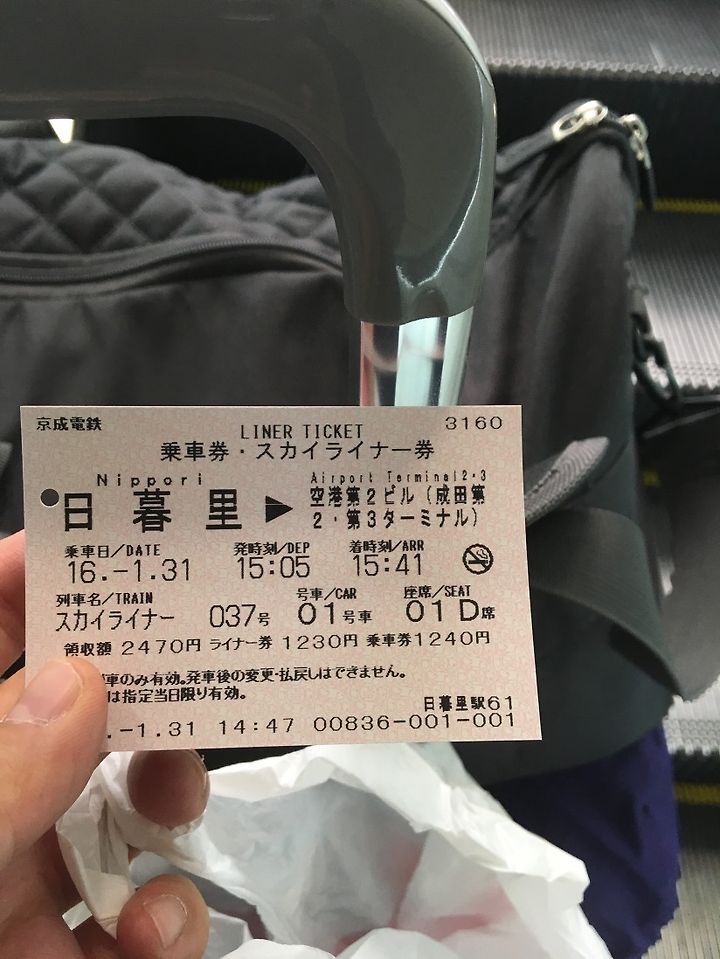 京成電鉄
LINER TICKET
3160
乗車券・スカイライナー券
Nippori
Airport Terminal2・3
日暮里 ▶ 空港第2ビル(成田第
2・第3ターミナル)
乗車日/DATE 発時刻/DEP 着時刻/ARR
16.-1.31 15:05 15:41
列車名/TRAIN 号車/CAR 座席/SEAT
スカイライナー 037号 01号車 01D席
領収額 2470円 ライナー券 1230円 乗車券1240円
車のみ有効。発車後の変更・払戻しはできません。
は指定当日限り有効。
日暮里駅61
.-1.31 14:47 00836-001-001